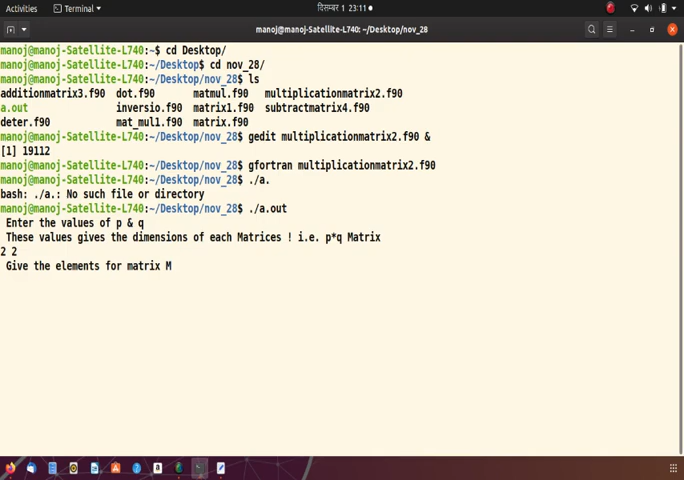 Activities Terminal दिसम्बर 1 23:11
manoj@manoj-Satellite-L740: ~/Desktop/nov_28
manoj@manoj-Satellite-L740:~$ cd Desktop/
manoj@manoj-Satellite-L740:~/Desktop$ cd nov_28/
manoj@manoj-Satellite-L740:~/Desktop/nov_28$ ls
additionmatrix3.f90 dot.f90 matmul.f90 multiplicationmatrix2.f90
a.out inversio.f90 matrix1.f90 subtractmatrix4.f90
deter.f90 mat_mul1.f90 matrix.f90
manoj@manoj-Satellite-L740:~/Desktop/nov_28$ gedit multiplicationmatrix2.f90 &
[1] 19112
manoj@manoj-Satellite-L740:~/Desktop/nov_28$ gfortran multiplicationmatrix2.f90
manoj@manoj-Satellite-L740:~/Desktop/nov_28$ ./a.
bash: ./a.: No such file or directory
manoj@manoj-Satellite-L740:~/Desktop/nov_28$ ./a.out
Enter the values of p & q
These values gives the dimensions of each Matrices ! i.e. p*q Matrix
2 2
Give the elements for matrix M